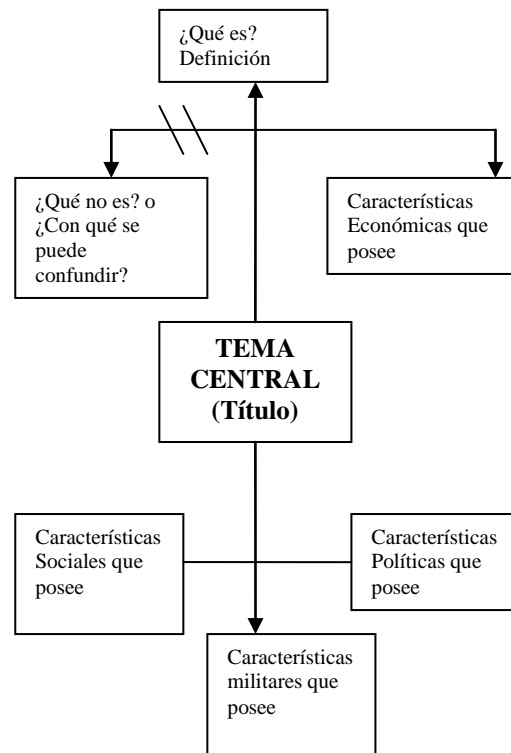 ¿Qué es?
Definición
¿Qué no es? o
¿Con qué se
puede
confundir?
Características
Económicas que
posee
TEMA
CENTRAL
(Título)
Características
Sociales que
posee
Características
Políticas que
posee
Características
militares que
posee